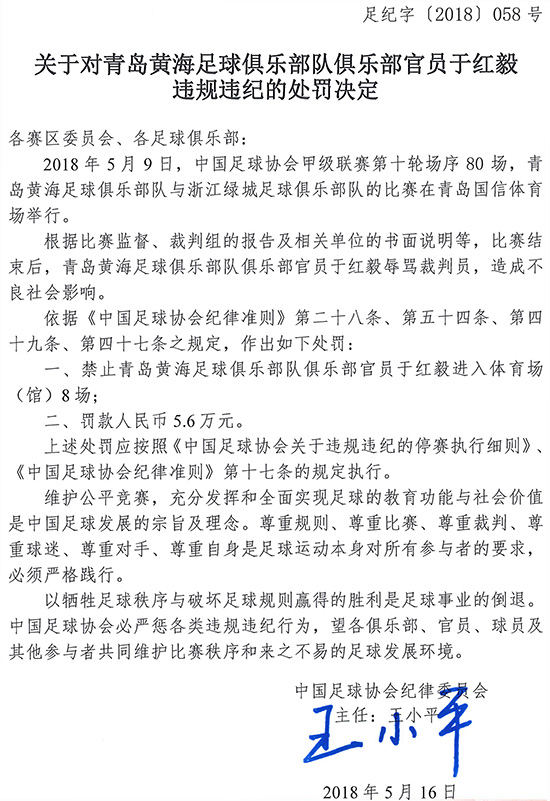 足纪字〔2018〕058 号
关于对青岛黄海足球俱乐部队俱乐部官员于红毅
违规违纪的处罚决定
各赛区委员会、各足球俱乐部：
2018 年 5 月 9 日，中国足球协会甲级联赛第十轮场序 80 场，青
岛黄海足球俱乐部队与浙江绿城足球俱乐部队的比赛在青岛国信体育
场举行。
根据比赛监督、裁判组的报告及相关单位的书面说明等，比赛结
束后，青岛黄海足球俱乐部队俱乐部官员于红毅辱骂裁判员，造成不
良社会影响。
依据《中国足球协会纪律准则》第二十八条、第五十四条、第四
十九条、第四十七条之规定，作出如下处罚：
一、禁止青岛黄海足球俱乐部队俱乐部官员于红毅进入体育场
（馆）8 场；
二、罚款人民币 5.6 万元。
上述处罚应按照《中国足球协会关于违规违纪的停赛执行细则》、
《中国足球协会纪律准则》第十七条的规定执行。
维护公平竞赛，充分发挥和全面实现足球的教育功能与社会价值
是中国足球发展的宗旨及理念。尊重规则、尊重比赛、尊重裁判、尊
重球迷、尊重对手、尊重自身是足球运动本身对所有参与者的要求，
必须严格践行。
以牺牲足球秩序与破坏足球规则赢得的胜利是足球事业的倒退。
中国足球协会必严惩各类违规违纪行为，望各俱乐部、官员、球员及
其他参与者共同维护比赛秩序和来之不易的足球发展环境。
中国足球协会纪律委员会
主任：王小平
王小平
2018 年 5 月 16 日